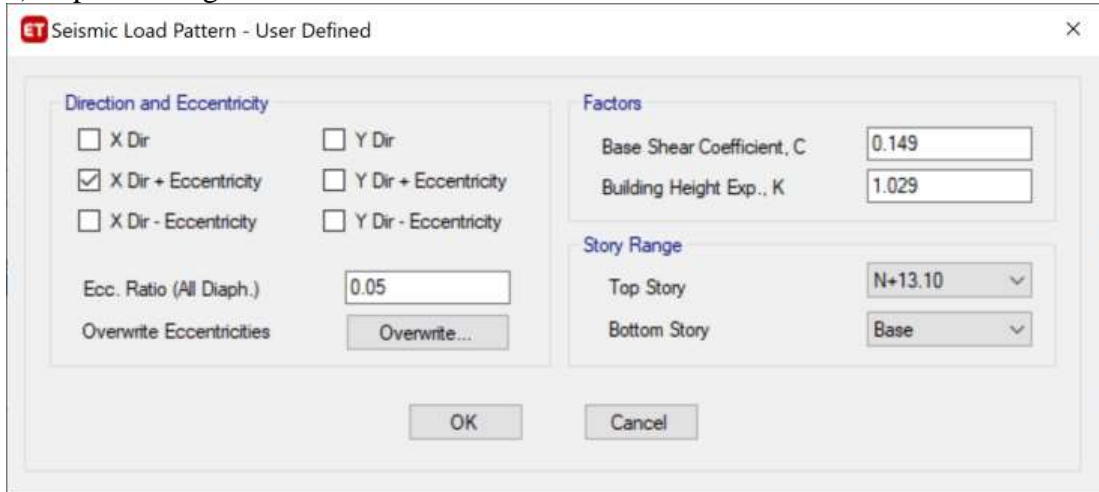 ET Seismic Load Pattern - User Defined
Direction and Eccentricity
X Dir
Y Dir
X Dir + Eccentricity
Y Dir + Eccentricity
X Dir - Eccentricity
Y Dir - Eccentricity
Ecc. Ratio (All Diaph.)
0.05
Overwrite Eccentricities
Overwrite...
Factors
Base Shear Coefficient, C
0.149
Building Height Exp., K
1.029
Story Range
Top Story
N+13.10
Bottom Story
Base
OK
Cancel